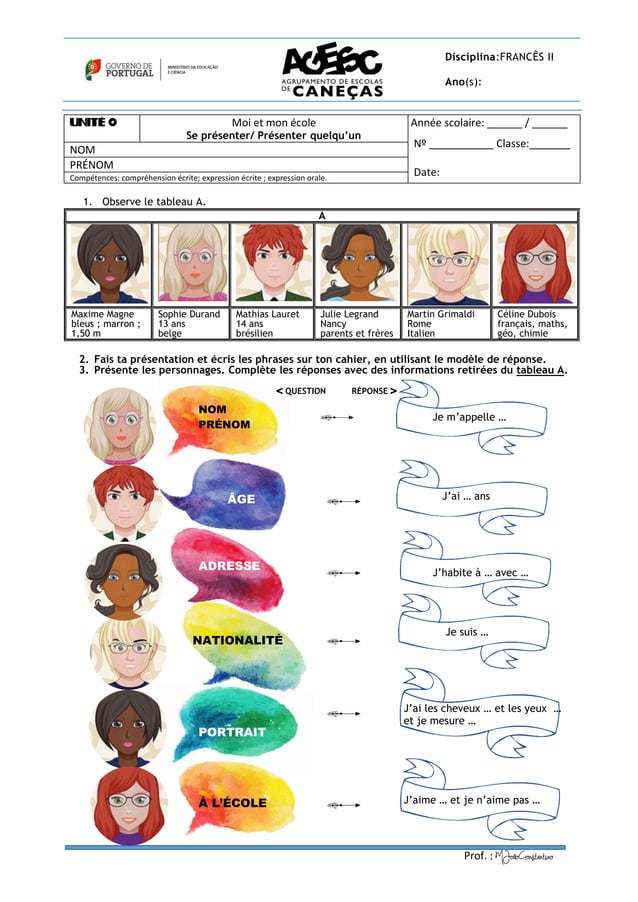 GOVERNO DE
PORTUGAL
MINISTÉRIO DA EDUCAÇÃO
E CIÊNCIA
AGESC
AGRUPAMENTO DE ESCOLAS
DE CANEÇAS
Disciplina:FRANCÊS II
Ano(s):
UNITÉ 0
Moi et mon école
Se présenter/ Présenter quelqu’un
Année scolaire: ______ / ______
Nº ___________ Classe:_______
NOM
PRÉNOM
Date:
Compétences: compréhension écrite; expression écrite ; expression orale.
1. Observe le tableau A.
A
Maxime Magne
bleus ; marron ;
1,50 m
Sophie Durand
13 ans
belge
Mathias Lauret
14 ans
brésilien
Julie Legrand
Nancy
parents et frères
Martin Grimaldi
Rome
Italien
Céline Dubois
français, maths,
géo, chimie
2. Fais ta présentation et écris les phrases sur ton cahier, en utilisant le modèle de réponse.
3. Présente les personnages. Complète les réponses avec des informations retirées du tableau A.
< QUESTION RÉPONSE >
NOM
PRÉNOM
Je m’appelle …
ÂGE
J’ai … ans
ADRESSE
J’habite à … avec …
NATIONALITÉ
Je suis …
PORTRAIT
J’ai les cheveux … et les yeux …
et je mesure …
À L’ÉCOLE
J’aime … et je n’aime pas …
Prof. : MJoãoConstantino